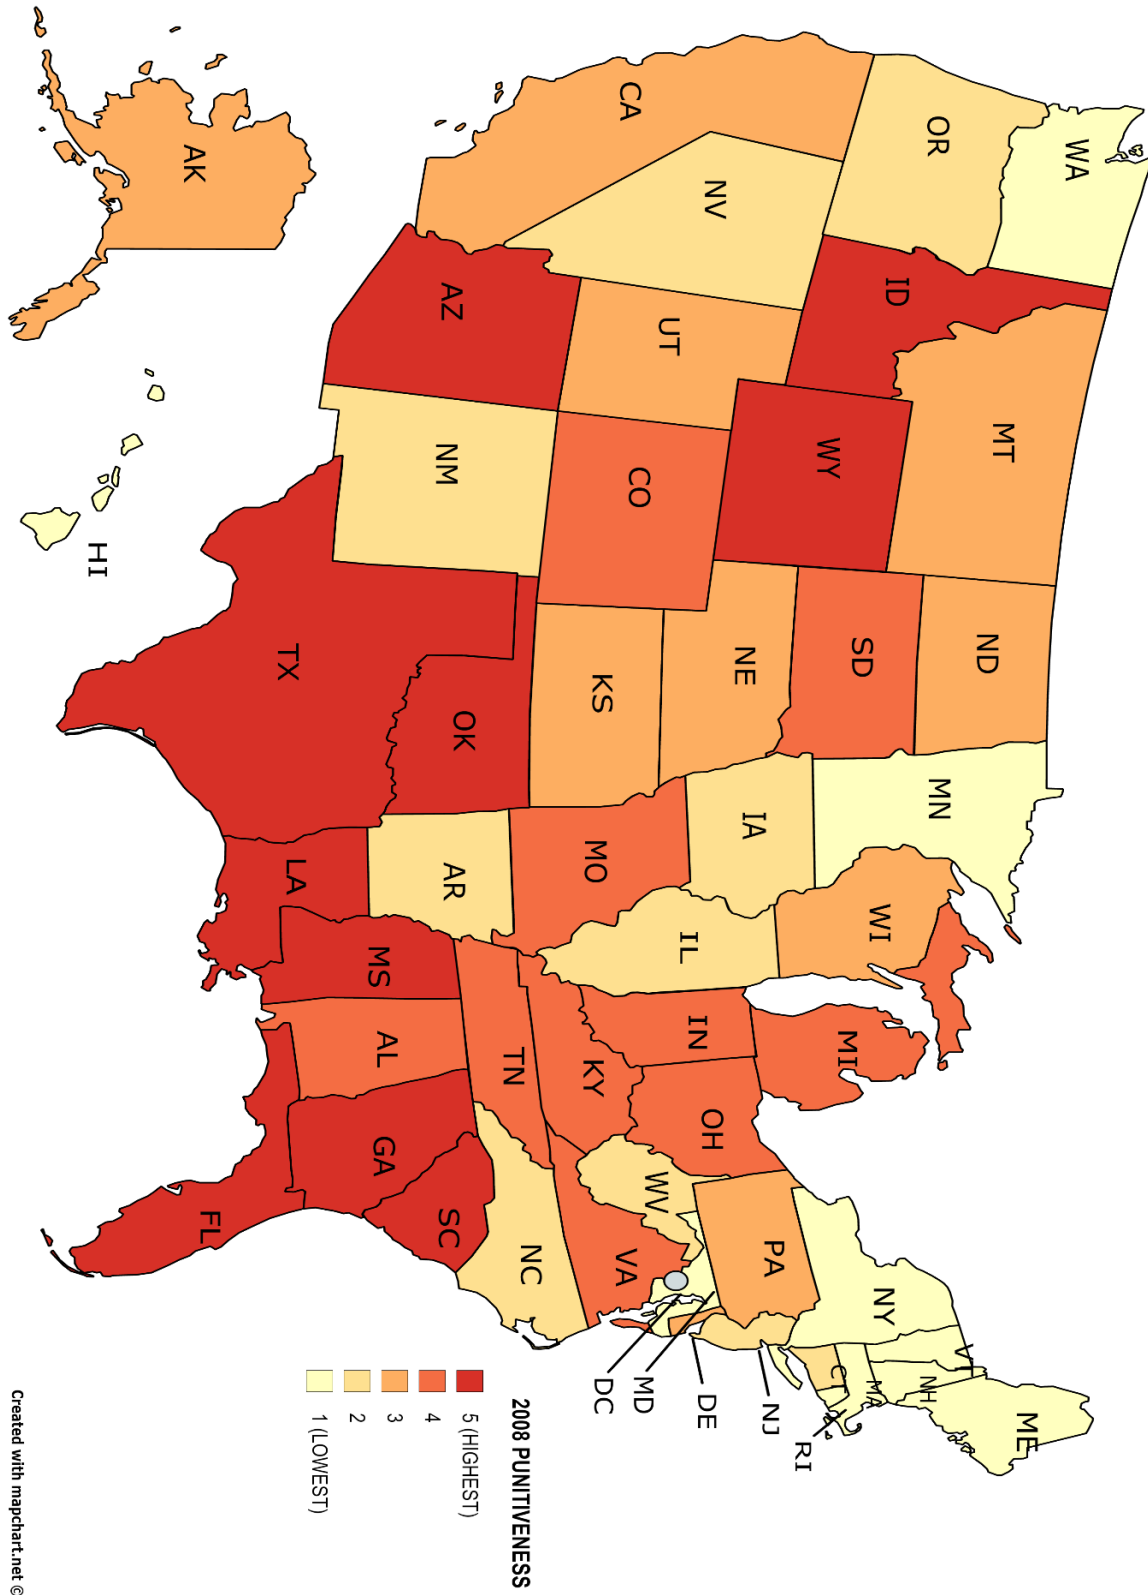 WA
OR
CA
NV
ID
MT
WY
UT
AZ
CO
NM
ND
SD
NE
KS
OK
TX
MN
IA
MO
AR
LA
WI
IL
MI
IN
OH
KY
TN
MS
AL
GA
FL
SC
NC
VA
WV
PA
NY
VT
NH
ME
MA
CT
RI
NJ
DE
MD
DC
AK
HI
2008 PUNITIVENESS
5 (HIGHEST)
4
3
2
1 (LOWEST)
Created with mapchart.net ©